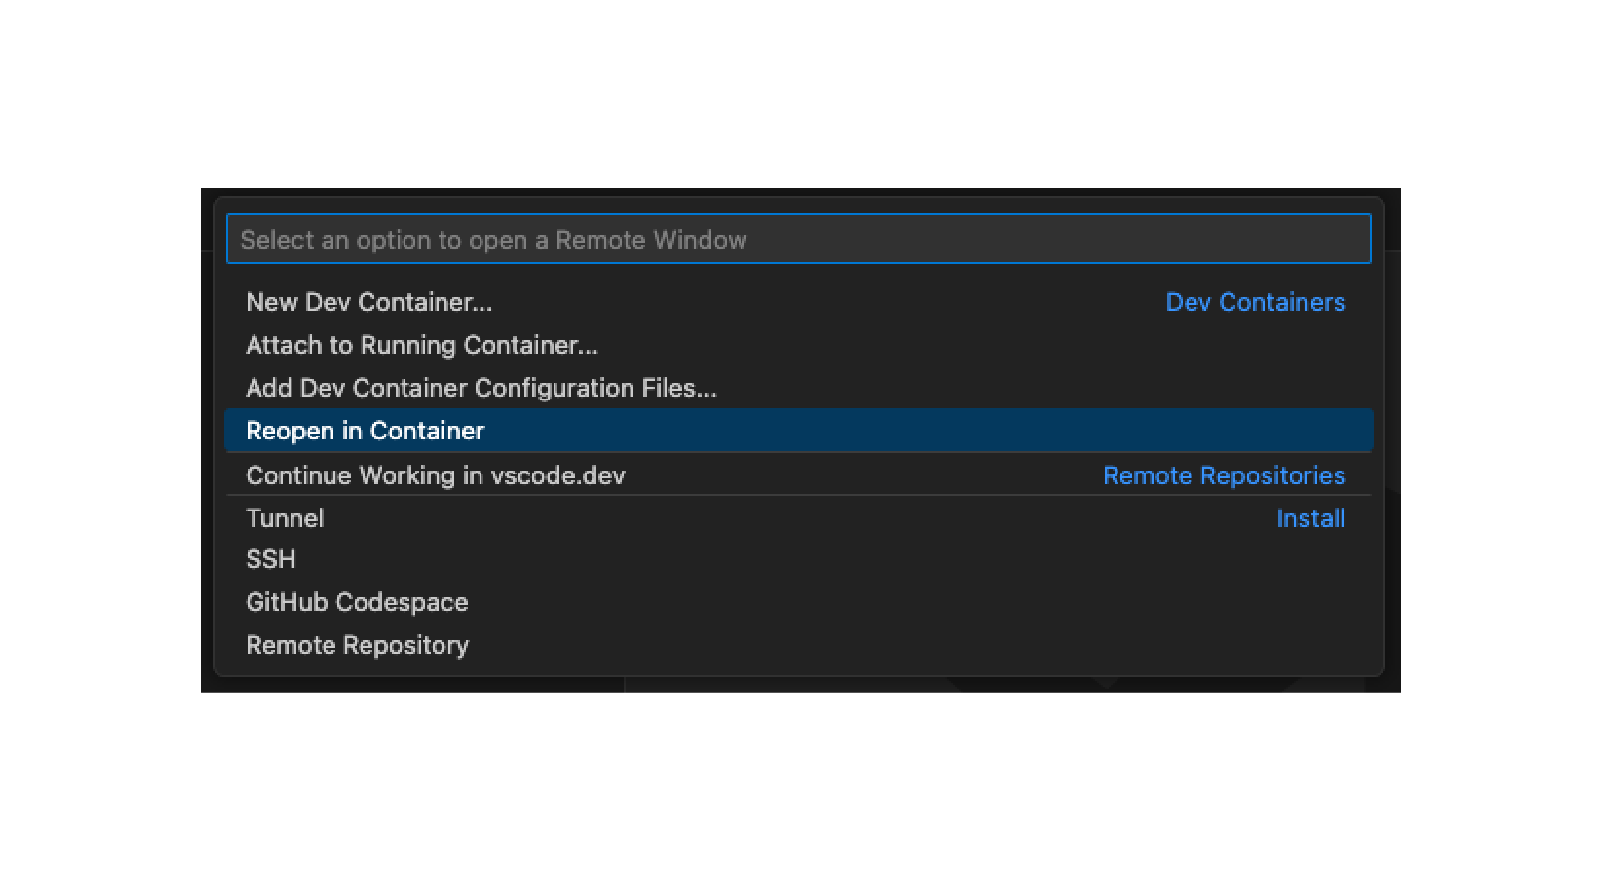 Select an option to open a Remote Window
New Dev Container... Dev Containers
Attach to Running Container...
Add Dev Container Configuration Files...
Reopen in Container
Continue Working in vscode.dev Remote Repositories
Tunnel Install
SSH
GitHub Codespace
Remote Repository